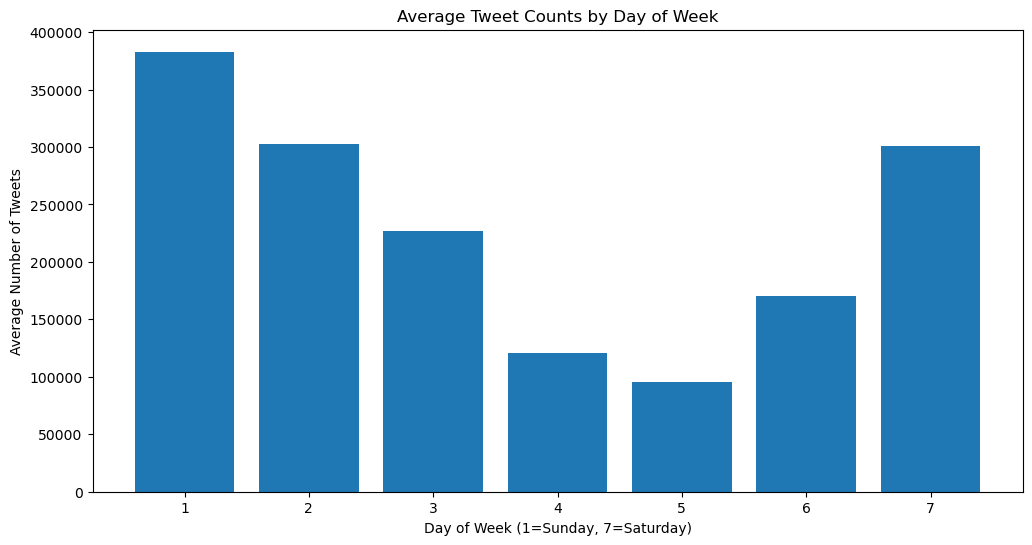 Average Tweet Counts by Day of Week
400000
350000
300000
250000
200000
150000
100000
50000
0
Average Number of Tweets
1 2 3 4 5 6 7
Day of Week (1=Sunday, 7=Saturday)